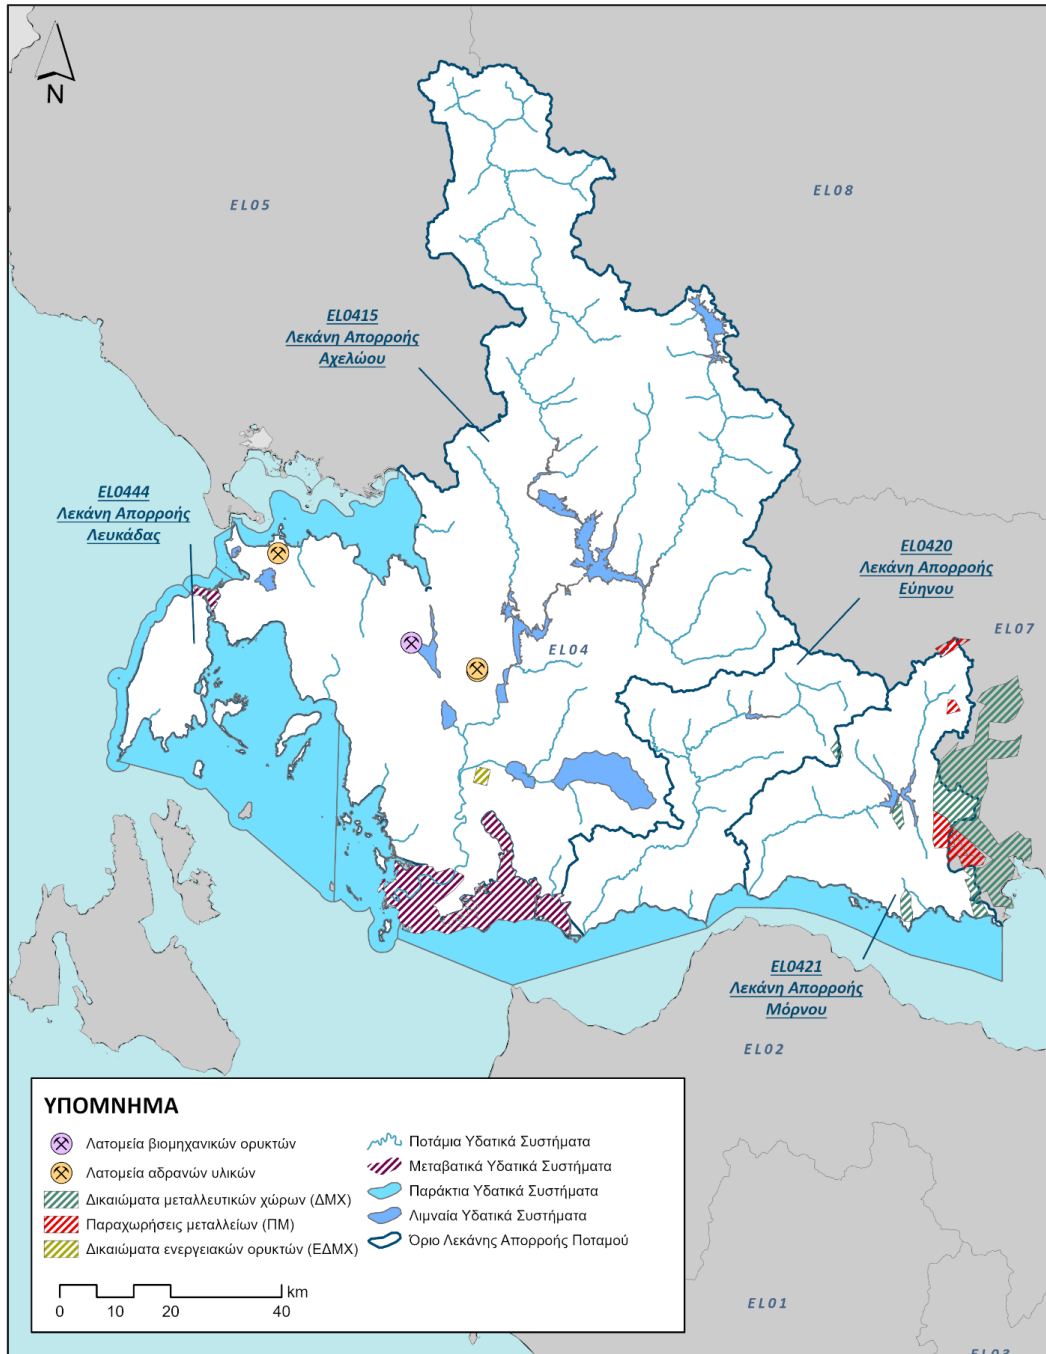 N
EL05
EL08
EL0415
Λεκάνη Απορροής
Αχελώου
EL0444
Λεκάνη Απορροής
Λευκάδας
EL0420
Λεκάνη Απορροής
Εύηνου
EL07
EL04
EL0421
Λεκάνη Απορροής
Μόρνου
EL02
ΥΠΟΜΝΗΜΑ
Λατομεία βιομηχανικών ορυκτών
Λατομεία αδρανών υλικών
Δικαιώματα μεταλλευτικών χώρων (ΔΜΧ)
Παραχωρήσεις μεταλλείων (ΠΜ)
Δικαιώματα ενεργειακών ορυκτών (ΕΔΜΧ)
Ποτάμια Υδατικά Συστήματα
Μεταβατικά Υδατικά Συστήματα
Παράκτια Υδατικά Συστήματα
Λιμναία Υδατικά Συστήματα
Όριο Λεκάνης Απορροής Ποταμού
km
0 10 20 40
EL01
EL03